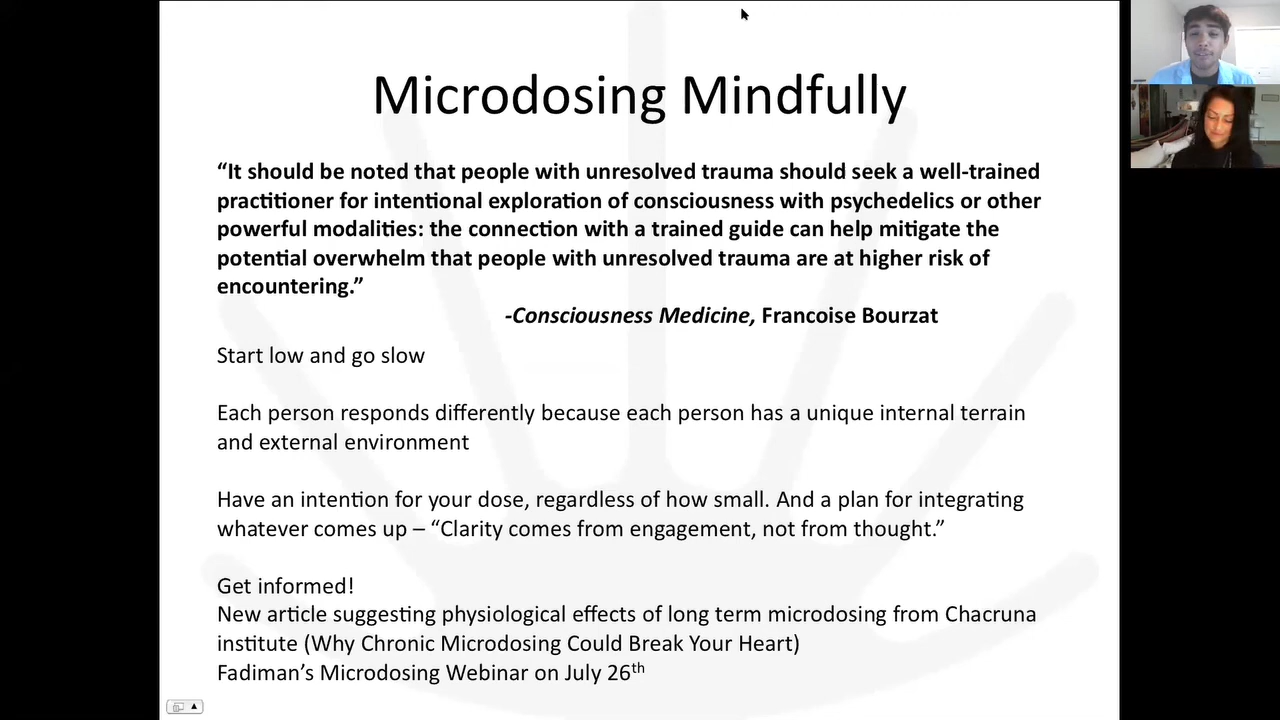 Microdosing Mindfully
“It should be noted that people with unresolved trauma should seek a well-trained
practitioner for intentional exploration of consciousness with psychedelics or other
powerful modalities: the connection with a trained guide can help mitigate the
potential overwhelm that people with unresolved trauma are at higher risk of
encountering.”
-Consciousness Medicine, Francoise Bourzat
Start low and go slow
Each person responds differently because each person has a unique internal terrain
and external environment
Have an intention for your dose, regardless of how small. And a plan for integrating
whatever comes up – “Clarity comes from engagement, not from thought.”
Get informed!
New article suggesting physiological effects of long term microdosing from Chacruna
institute (Why Chronic Microdosing Could Break Your Heart)
Fadiman’s Microdosing Webinar on July 26th